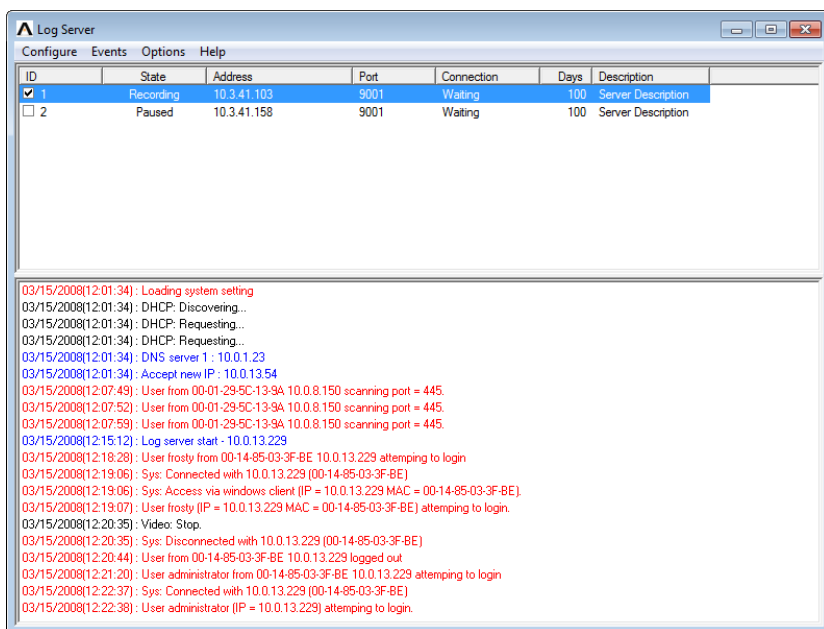 Log Server
Configure Events Options Help
ID State Address Port Connection Days Description
1 Recording 10.3.41.103 9001 Waiting 100 Server Description
2 Paused 10.3.41.158 9001 Waiting 100 Server Description
03/15/2008(12:01:34) : Loading system setting
03/15/2008(12:01:34) : DHCP: Discovering...
03/15/2008(12:01:34) : DHCP: Requesting...
03/15/2008(12:01:34) : DHCP: Requesting...
03/15/2008(12:01:34) : DNS server 1 : 10.0.1.23
03/15/2008(12:01:34) : Accept new IP : 10.0.13.54
03/15/2008(12:07:49) : User from 00-01-29-5C-13-9A 10.0.8.150 scanning port = 445.
03/15/2008(12:07:52) : User from 00-01-29-5C-13-9A 10.0.8.150 scanning port = 445.
03/15/2008(12:07:59) : User from 00-01-29-5C-13-9A 10.0.8.150 scanning port = 445.
03/15/2008(12:15:12) : Log server start - 10.0.13.229
03/15/2008(12:18:28) : User frosty from 00-14-85-03-3F-BE 10.0.13.229 attemping to login
03/15/2008(12:19:06) : Sys: Connected with 10.0.13.229 (00-14-85-03-3F-BE)
03/15/2008(12:19:06) : Sys: Access via windows client (IP = 10.0.13.229 MAC = 00-14-85-03-3F-BE).
03/15/2008(12:19:07) : User frosty (IP = 10.0.13.229 MAC = 00-14-85-03-3F-BE) attemping to login.
03/15/2008(12:20:35) : Video: Stop.
03/15/2008(12:20:35) : Sys: Disconnected with 10.0.13.229 (00-14-85-03-3F-BE)
03/15/2008(12:20:44) : User from 00-14-85-03-3F-BE 10.0.13.229 logged out
03/15/2008(12:21:20) : User administrator from 00-14-85-03-3F-BE 10.0.13.229 attemping to login
03/15/2008(12:22:37) : Sys: Connected with 10.0.13.229 (00-14-85-03-3F-BE)
03/15/2008(12:22:38) : User administrator (IP = 10.0.13.229) attemping to login.